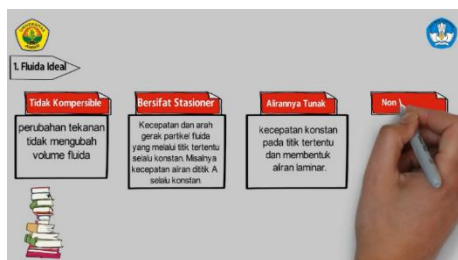 1. Fluida Ideal
Tidak Kompersible
perubahan tekanan
tidak mengubah
volume fluida
Bersifat Stasioner
Kecepatan dan arah
gerak partikel fluida
yang melalui titik tertentu
selalu konstan. Misalnya
kecepatan aliran dititik A
selalu konstan
Alirannya Tunak
kecepatan konstan
pada titik tertentu
dan membentuk
aliran laminar.
Non